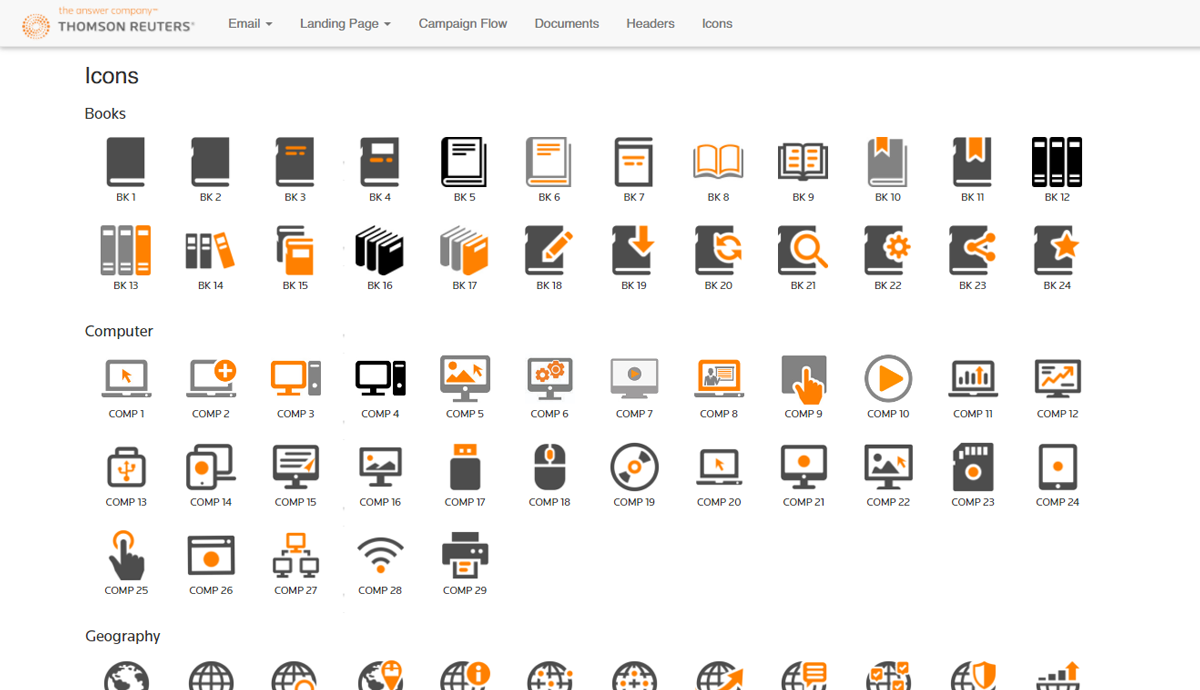 the answer company™
THOMSON REUTERS®
Email Landing Page Campaign Flow Documents Headers Icons
Icons
Books
BK 1 BK 2 BK 3 BK 4 BK 5 BK 6 BK 7 BK 8 BK 9 BK 10 BK 11 BK 12
BK 13 BK 14 BK 15 BK 16 BK 17 BK 18 BK 19 BK 20 BK 21 BK 22 BK 23 BK 24
Computer
COMP 1 COMP 2 COMP 3 COMP 4 COMP 5 COMP 6 COMP 7 COMP 8 COMP 9 COMP 10 COMP 11 COMP 12
COMP 13 COMP 14 COMP 15 COMP 16 COMP 17 COMP 18 COMP 19 COMP 20 COMP 21 COMP 22 COMP 23 COMP 24
COMP 25 COMP 26 COMP 27 COMP 28 COMP 29
Geography